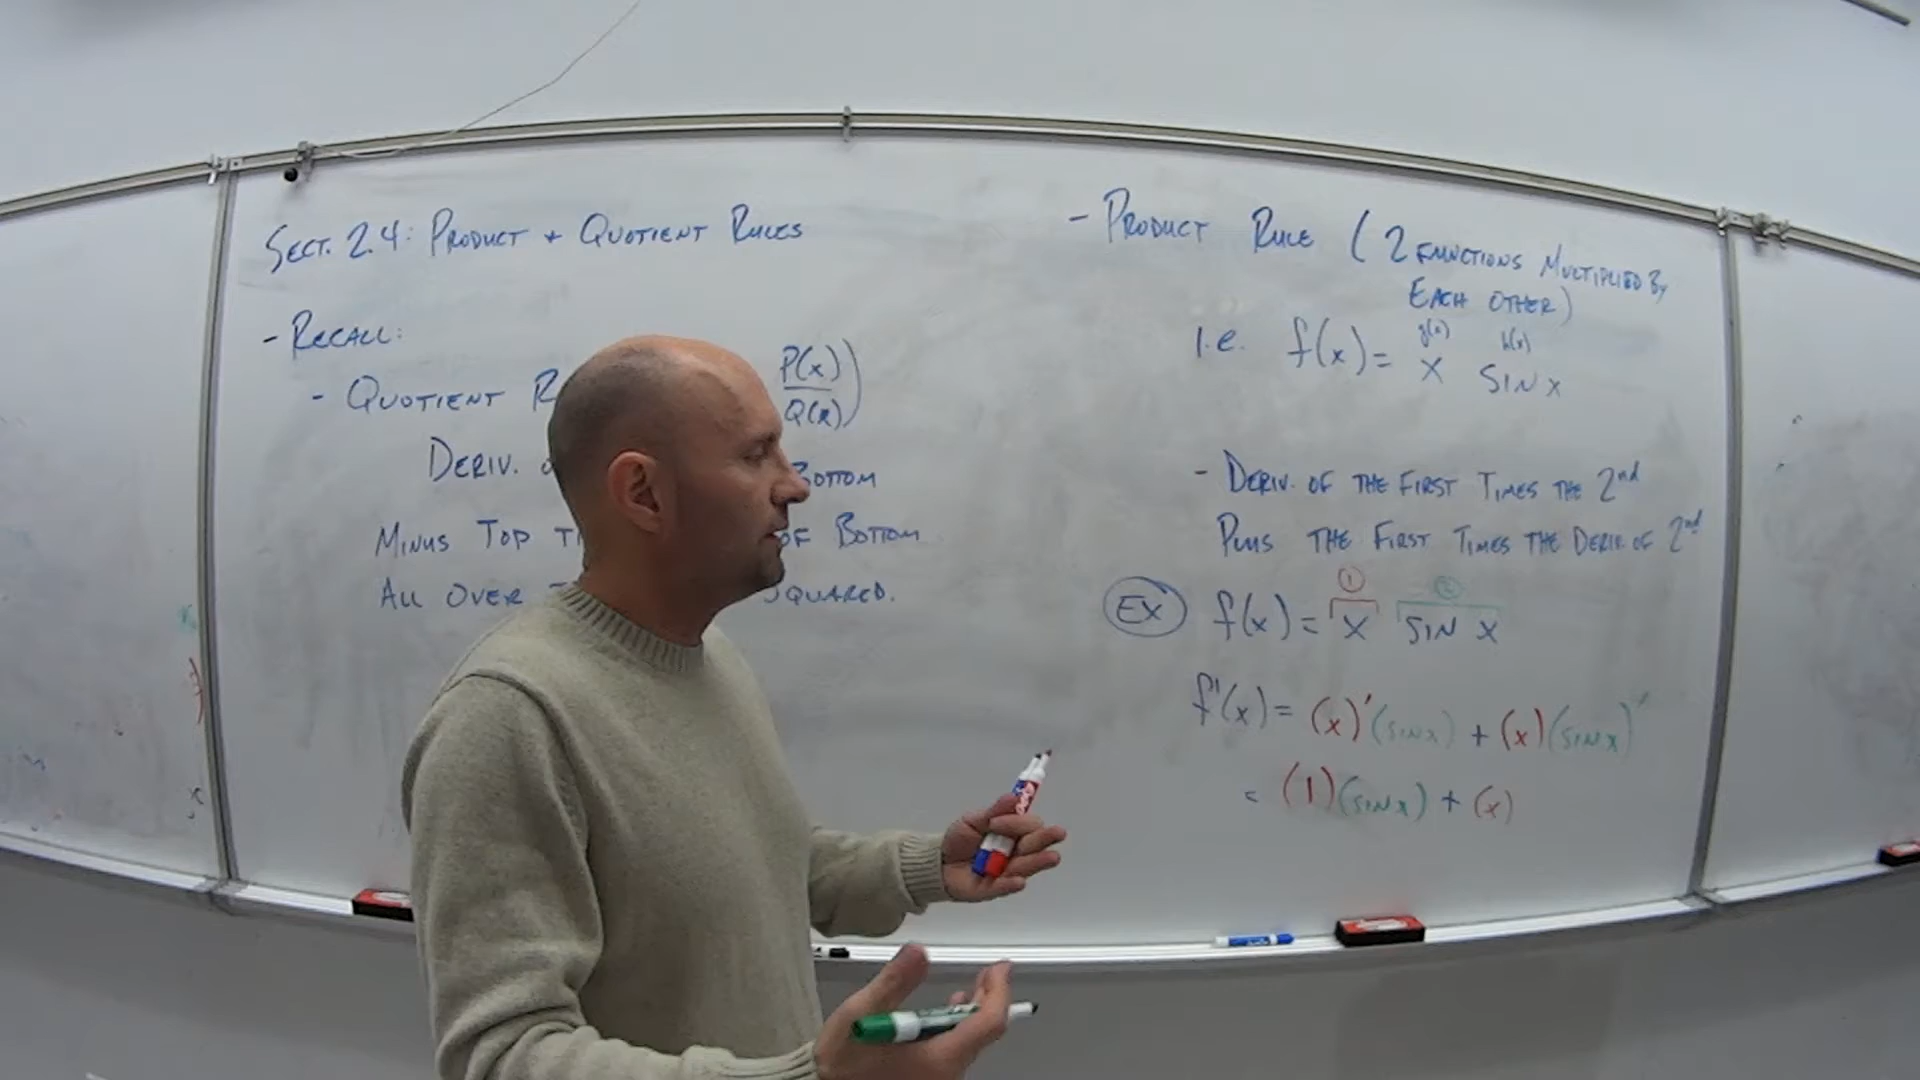 SECT. 2.4: PRODUCT + QUOTIENT RULES
- RECALL:
- QUOTIENT P(x)/Q(x))
DERIV. BOTTOM
MINUS TOP OF BOTTOM
ALL OVER SQUARED.
- PRODUCT RULE (2 FUNCTIONS MULTIPLIED BY
EACH OTHER)
g(x) h(x)
I.e. f(x) = x SIN x
- DERIV. OF THE FIRST TIMES THE 2nd
PLUS THE FIRST TIMES THE DERIV. OF 2nd
① ②
EX f(x) = x SIN x
f'(x) = (x)'(SIN x) + (x)(SIN x)'
= (1)(SIN x) + (x)